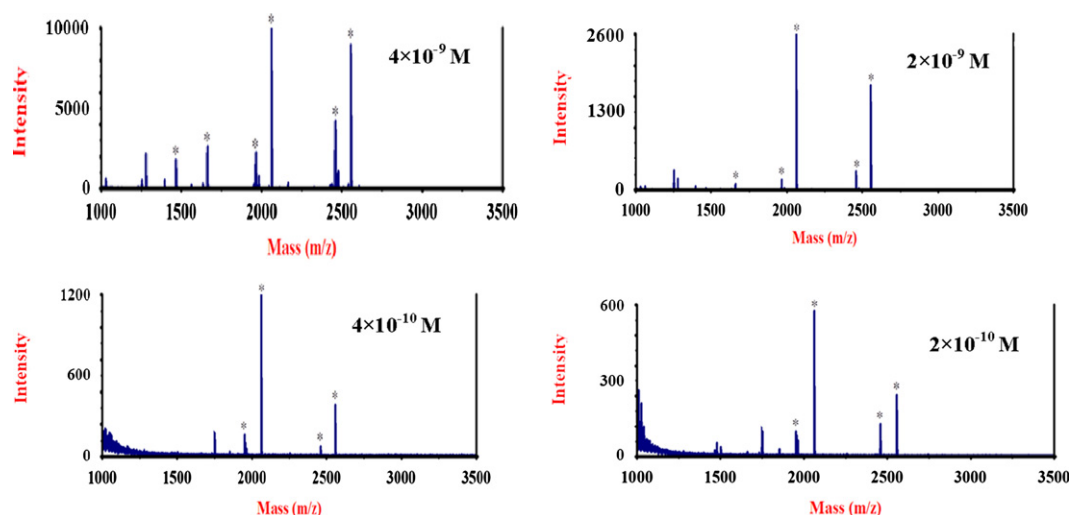 10000
5000
0
Intensity
* * * * * *
4×10⁻⁹ M
1000 1500 2000 2500 3000 3500
Mass (m/z)
2600
1300
0
Intensity
* * * * *
2×10⁻⁹ M
1000 1500 2000 2500 3000 3500
Mass (m/z)
1200
600
0
Intensity
* * * *
4×10⁻¹⁰ M
1000 1500 2000 2500 3000 3500
Mass (m/z)
600
300
0
Intensity
* * * *
2×10⁻¹⁰ M
1000 1500 2000 2500 3000 3500
Mass (m/z)